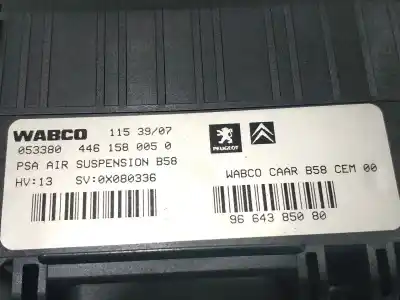 WABCO 115 39/07
053380 446 158 005 0
PSA AIR SUSPENSION B58
HV:13 SV:0X080336
PEUGEOT
WABCO CAAR B58 CEM 00
96 643 850 80